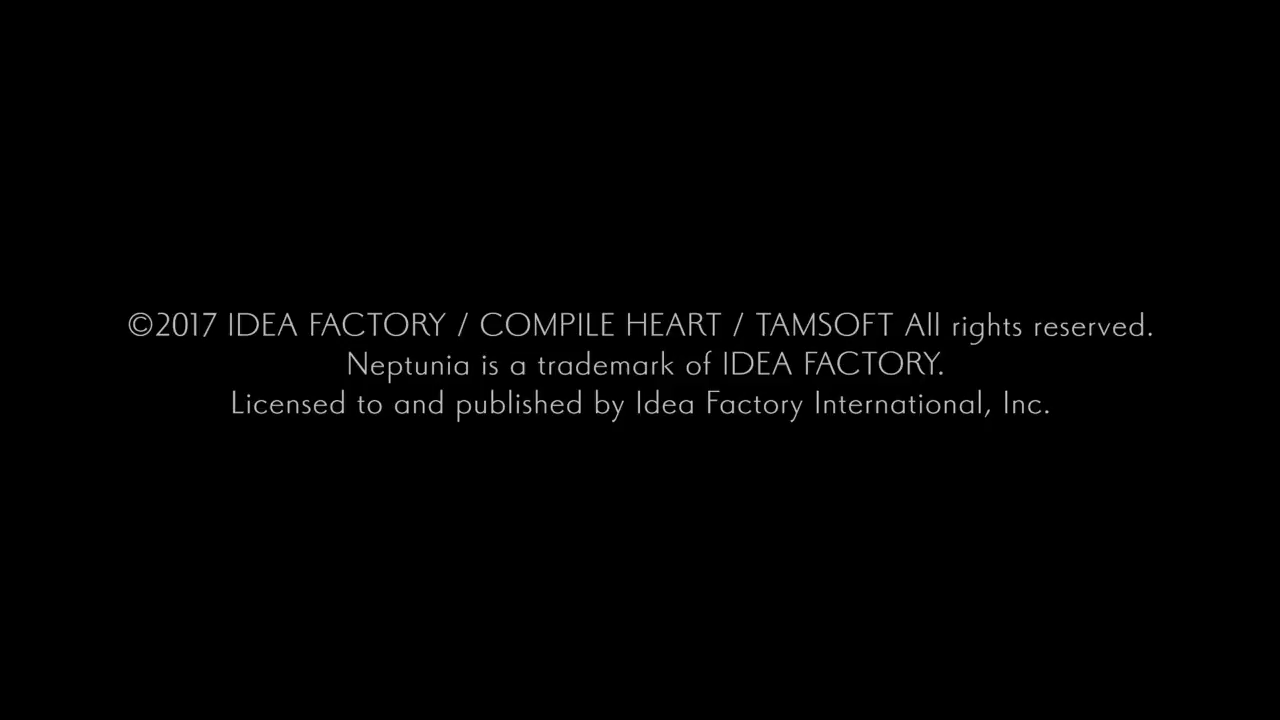 ©2017 IDEA FACTORY / COMPILE HEART / TAMSOFT All rights reserved.
Neptunia is a trademark of IDEA FACTORY.
Licensed to and published by Idea Factory International, Inc.